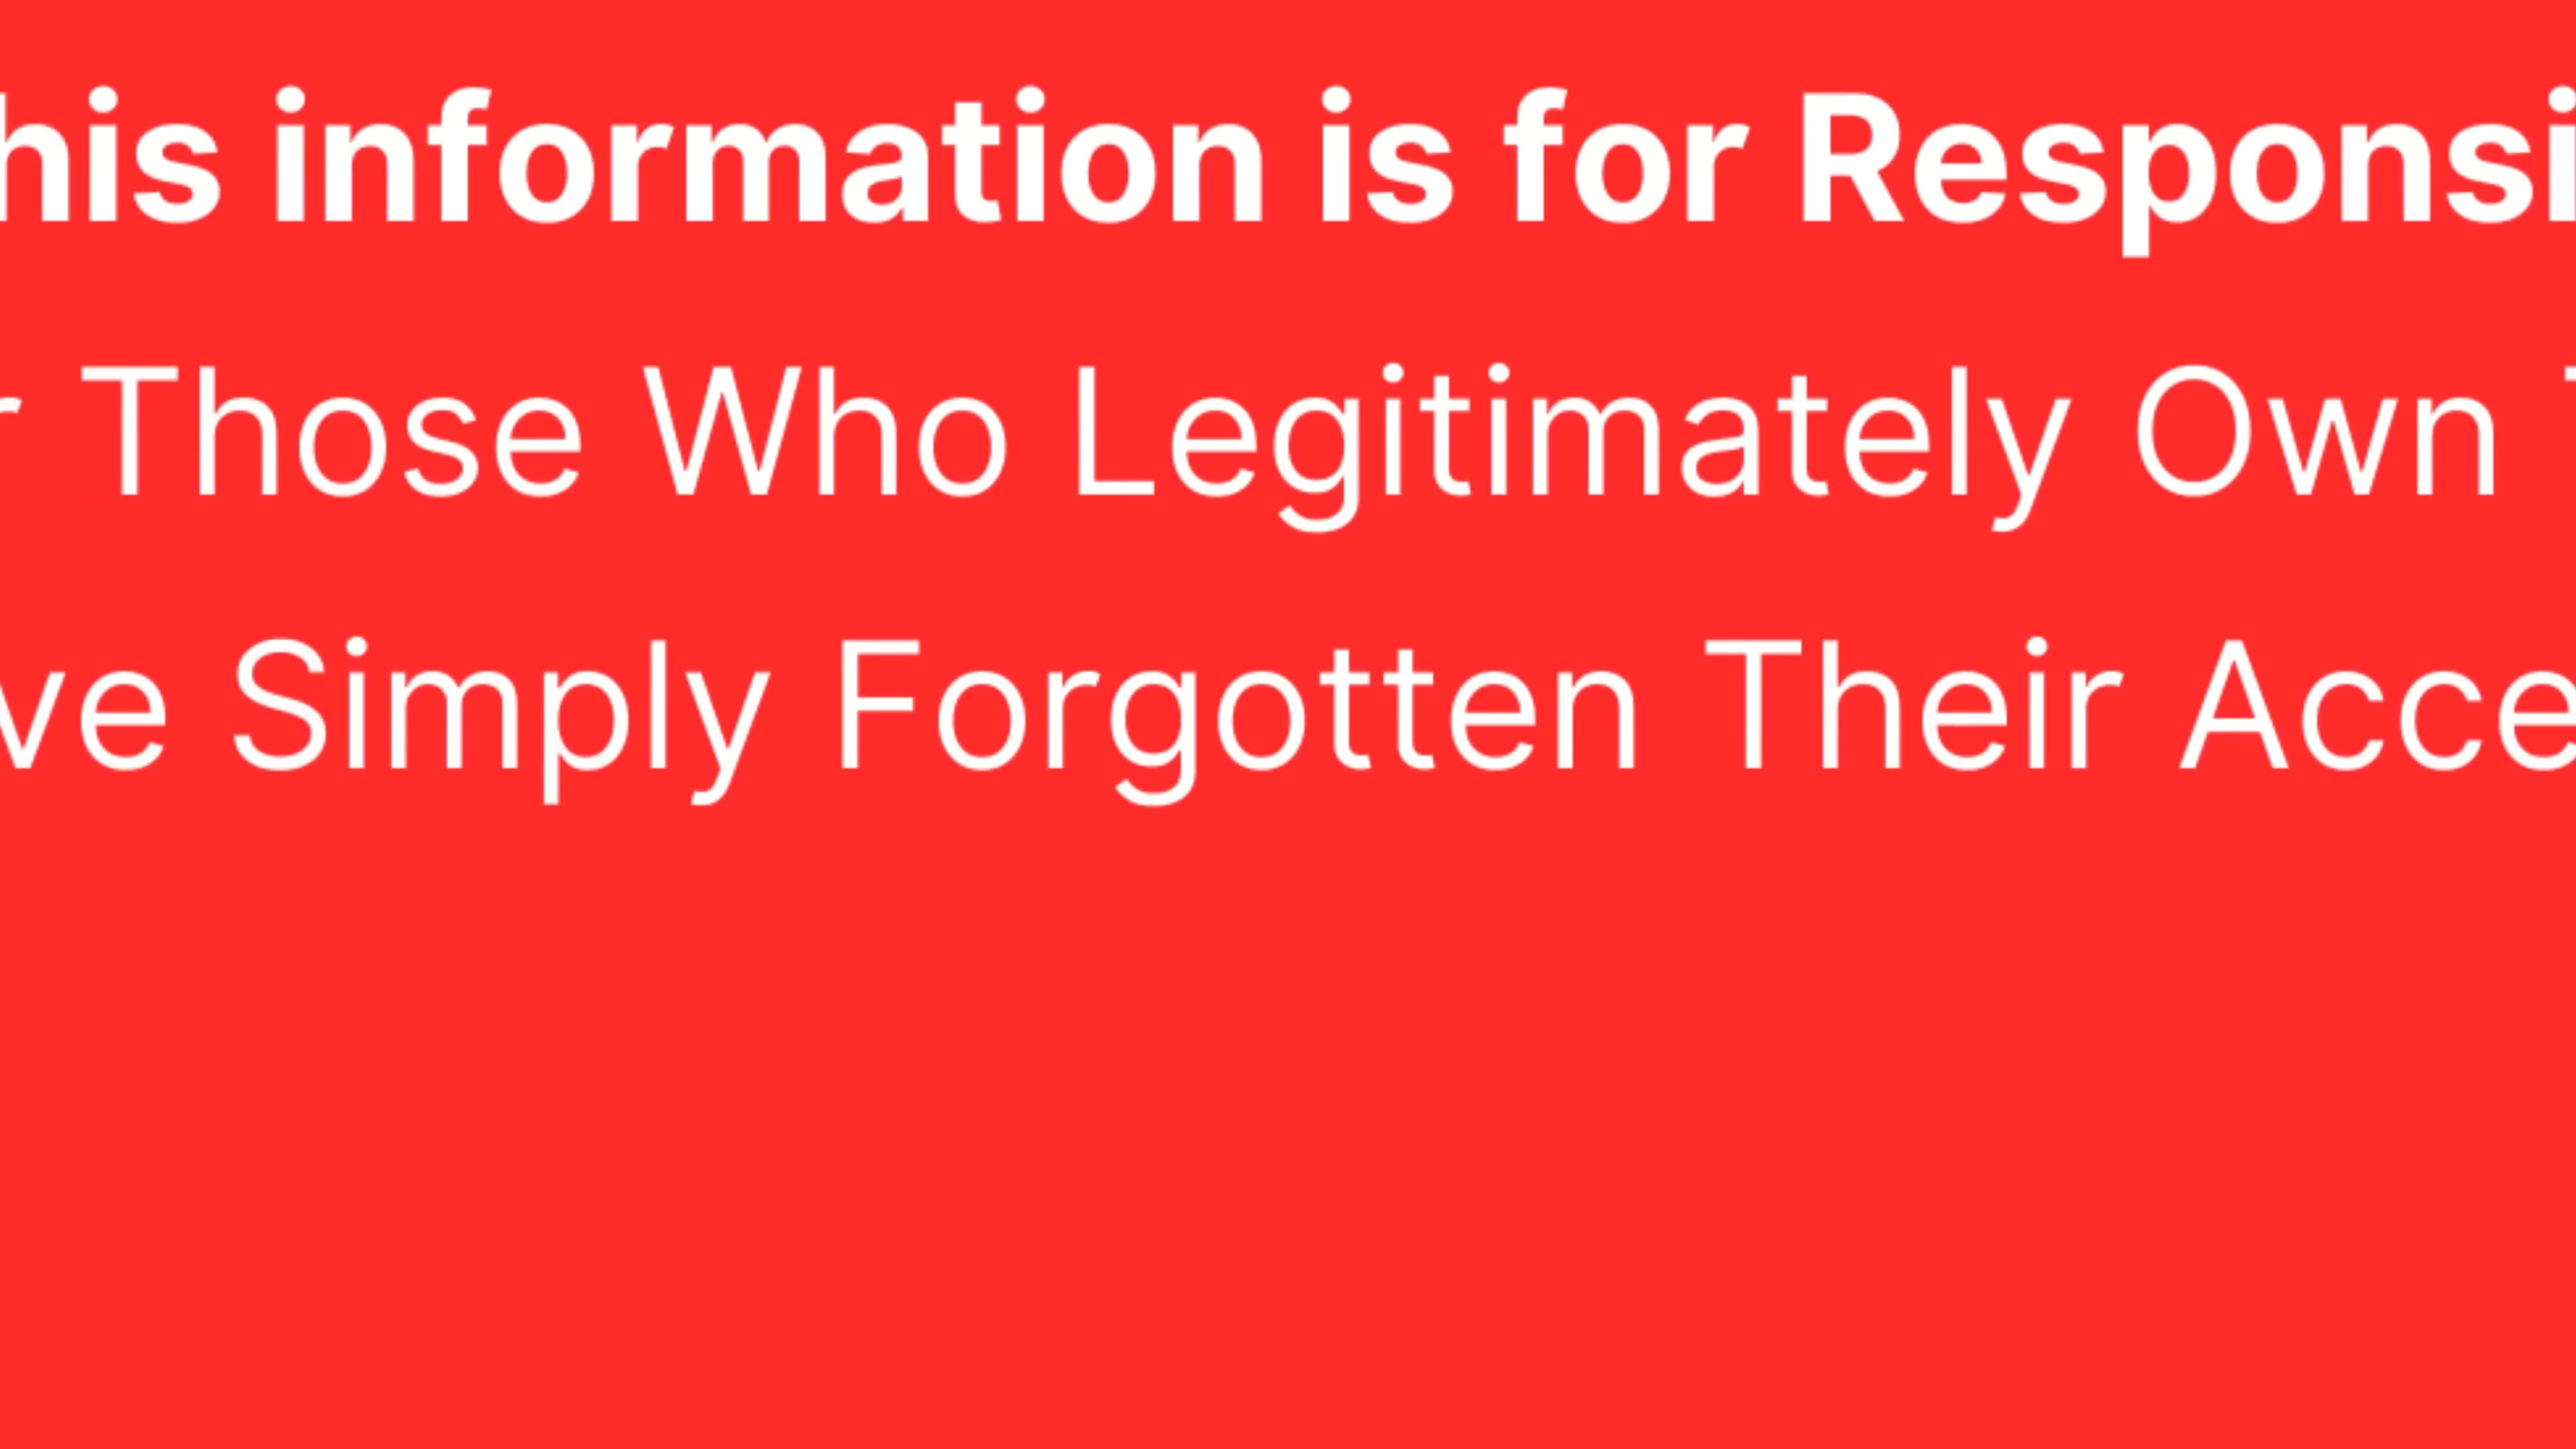 his information is for Responsi
r Those Who Legitimately Own T
ve Simply Forgotten Their Acce